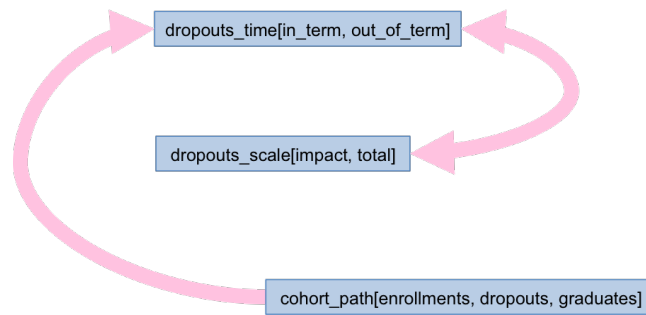 dropouts_time[in_term, out_of_term]
dropouts_scale[impact, total]
cohort_path[enrollments, dropouts, graduates]